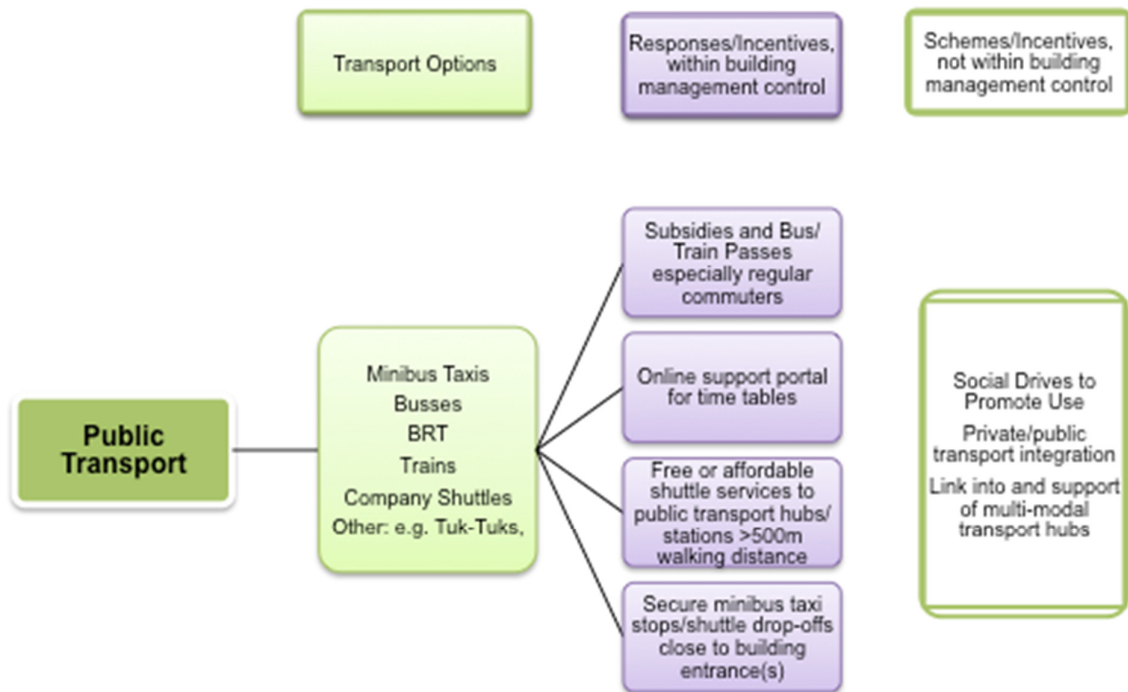 Transport Options
Responses/Incentives,
within building
management control
Schemes/Incentives,
not within building
management control
Public
Transport
Minibus Taxis
Busses
BRT
Trains
Company Shuttles
Other: e.g. Tuk-Tuks,
Subsidies and Bus/
Train Passes
especially regular
commuters
Online support portal
for time tables
Free or affordable
shuttle services to
public transport hubs/
stations >500m
walking distance
Secure minibus taxi
stops/shuttle drop-offs
close to building
entrance(s)
Social Drives to
Promote Use
Private/public
transport integration
Link into and support
of multi-modal
transport hubs